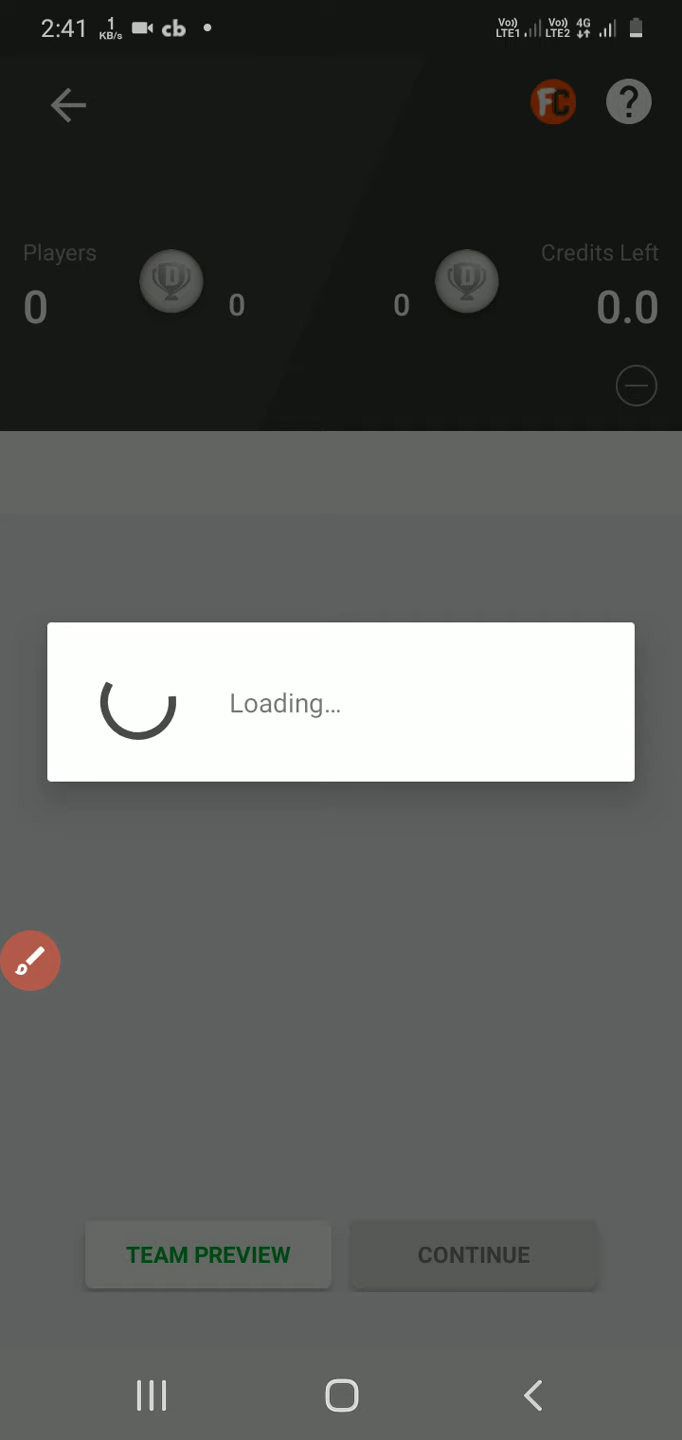 2:41 1 KB/s cb Vo)) LTE1 Vo)) LTE2 4G
FC ?
Players Credits Left
0 D 0 0 D 0.0
Loading...
TEAM PREVIEW CONTINUE